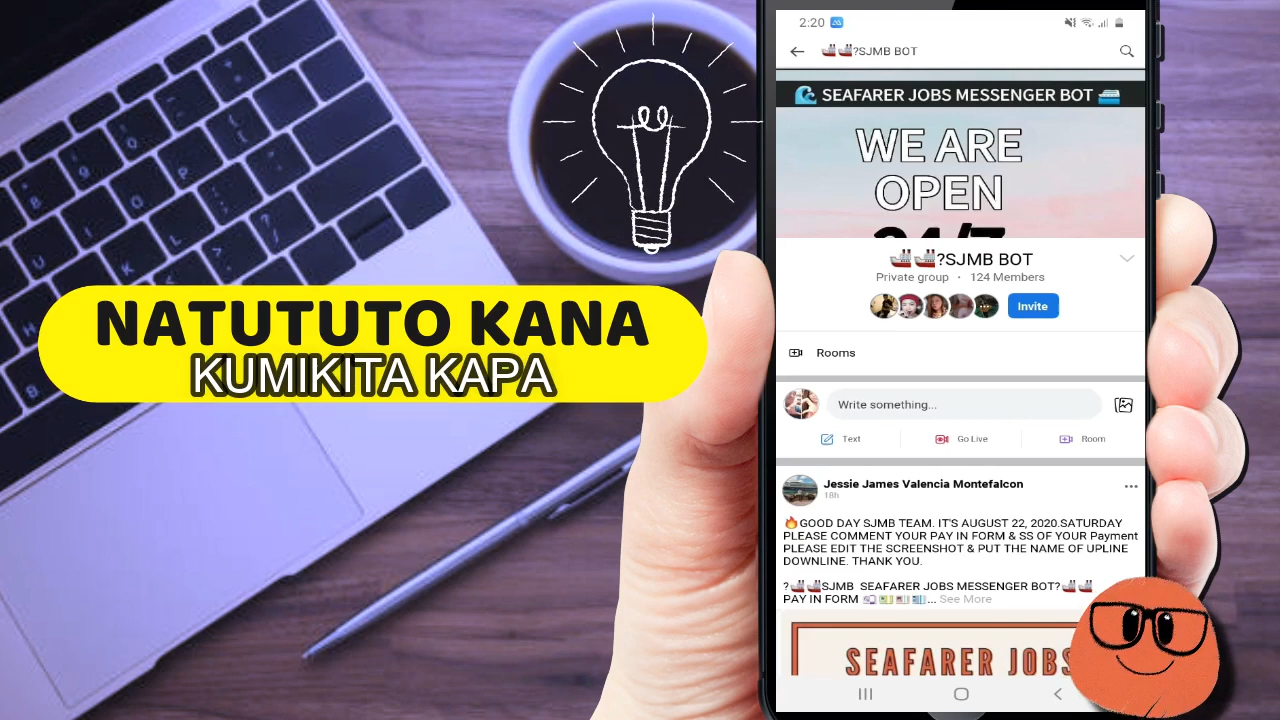 NATUTUTO KANA
KUMIKITA KAPA
2:20
?SJMB BOT
SEAFARER JOBS MESSENGER BOT
WE ARE
OPEN
24/7
?SJMB BOT
Private group · 124 Members
Invite
Rooms
Write something...
Text
Go Live
Room
Jessie James Valencia Montefalcon
18h
GOOD DAY SJMB TEAM. IT'S AUGUST 22, 2020.SATURDAY
PLEASE COMMENT YOUR PAY IN FORM & SS OF YOUR Payment
PLEASE EDIT THE SCREENSHOT & PUT THE NAME OF UPLINE
DOWNLINE. THANK YOU.
?SJMB SEAFARER JOBS MESSENGER BOT?
PAY IN FORM ... See More
SEAFARER JOBS